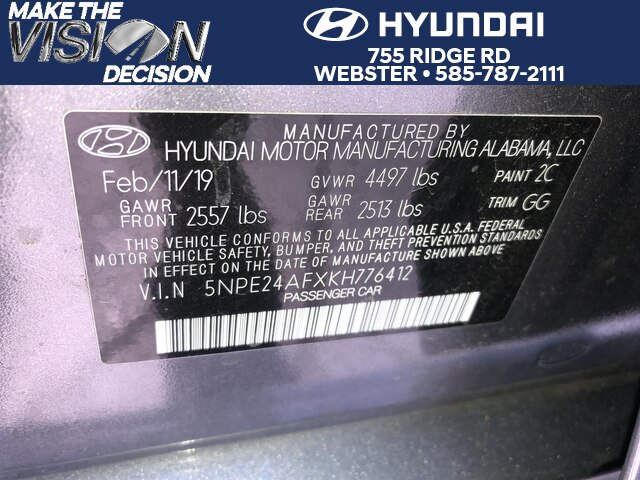 MAKE THE
VISION
DECISION
HYUNDAI
755 RIDGE RD
WEBSTER • 585-787-2111
MANUFACTURED BY
HYUNDAI MOTOR MANUFACTURING ALABAMA, LLC
Feb/11/19 GVWR 4497 lbs PAINT 2C
GAWR FRONT 2557 lbs GAWR REAR 2513 lbs TRIM GG
THIS VEHICLE CONFORMS TO ALL APPLICABLE U.S.A. FEDERAL
MOTOR VEHICLE SAFETY, BUMPER, AND THEFT PREVENTION STANDARDS
IN EFFECT ON THE DATE OF MANUFACTURE SHOWN ABOVE.
V.I.N 5NPE24AFXKH776412
PASSENGER CAR